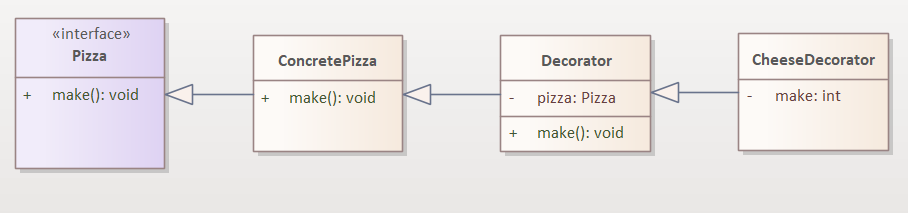 «interface»
Pizza
+ make(): void
ConcretePizza
+ make(): void
Decorator
- pizza: Pizza
+ make(): void
CheeseDecorator
- make: int